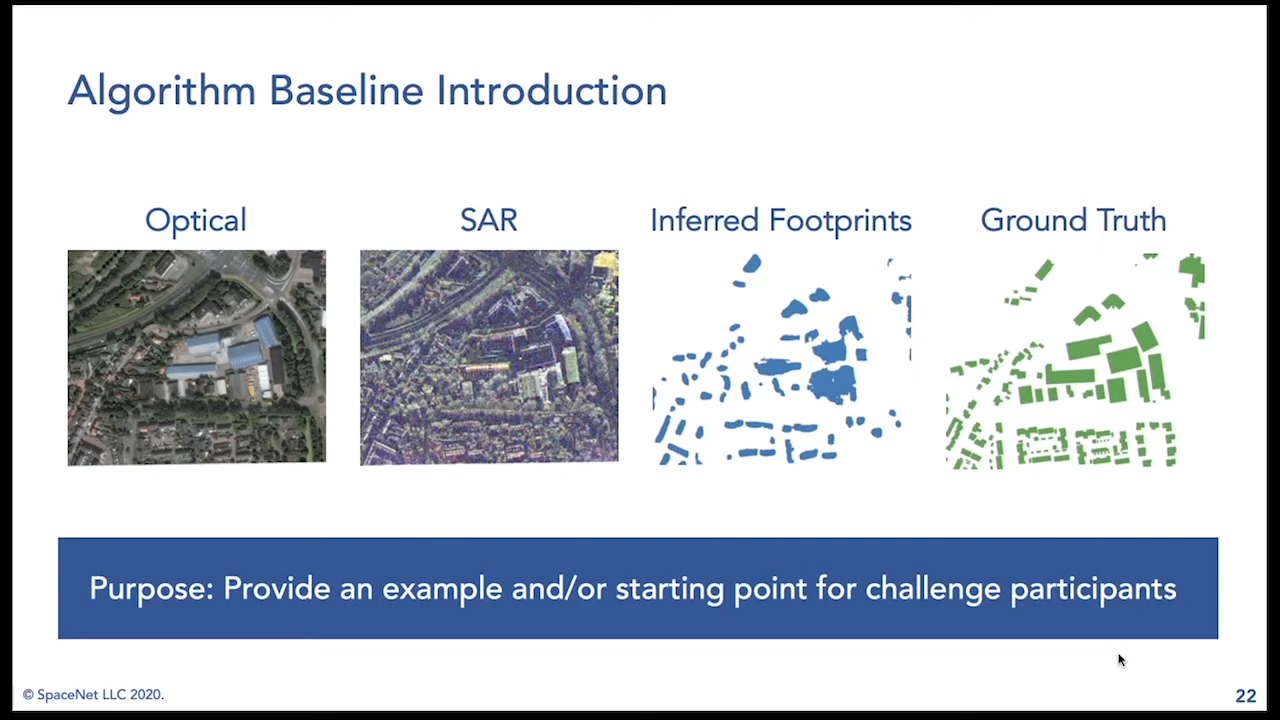 Algorithm Baseline Introduction
Optical
SAR
Inferred Footprints
Ground Truth
Purpose: Provide an example and/or starting point for challenge participants
© SpaceNet LLC 2020.
22